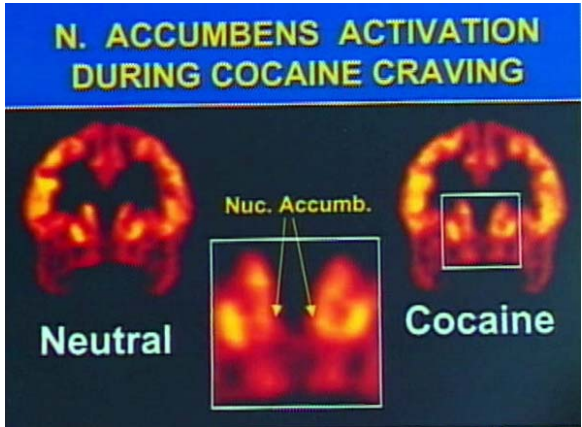 N. ACCUMBENS ACTIVATION
DURING COCAINE CRAVING
Nuc. Accumb.
Neutral
Cocaine